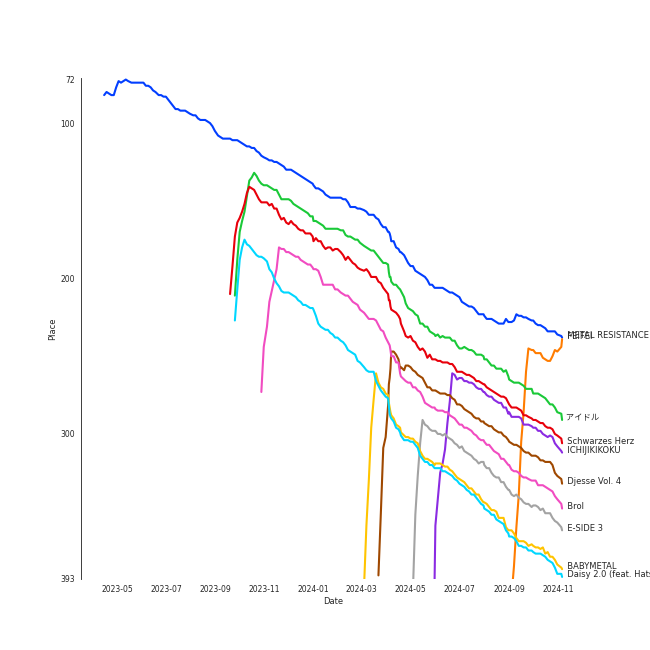 72
100
200
300
393
Place
2023-05
2023-07
2023-09
2023-11
2024-01
2024-03
2024-05
2024-07
2024-09
2024-11
Date
METAL RESISTANCE
アイドル
Schwarzes Herz
ICHIJIKIKOKU
Djesse Vol. 4
Brol
E-SIDE 3
BABYMETAL
Daisy 2.0 (feat. Hats